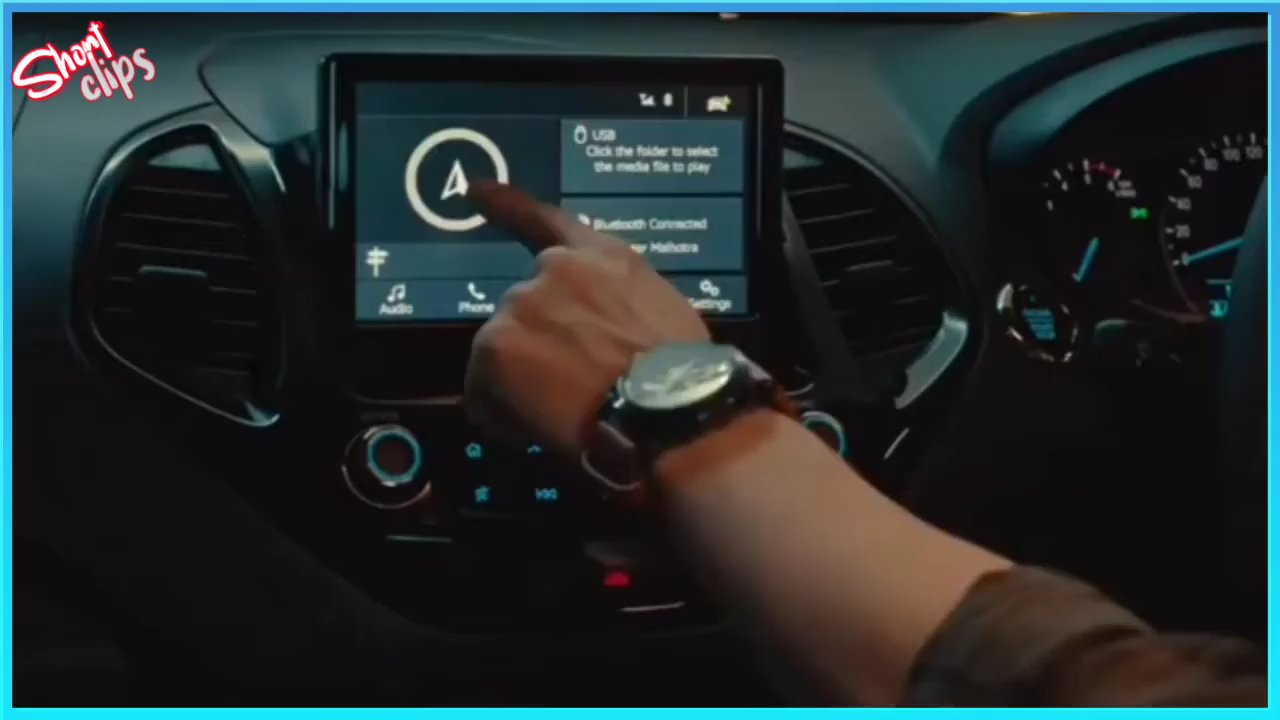 Short
clips
USB
Click the folder to select
the media file to play
Bluetooth Connected
Malhotra
Audio
Phone
Settings